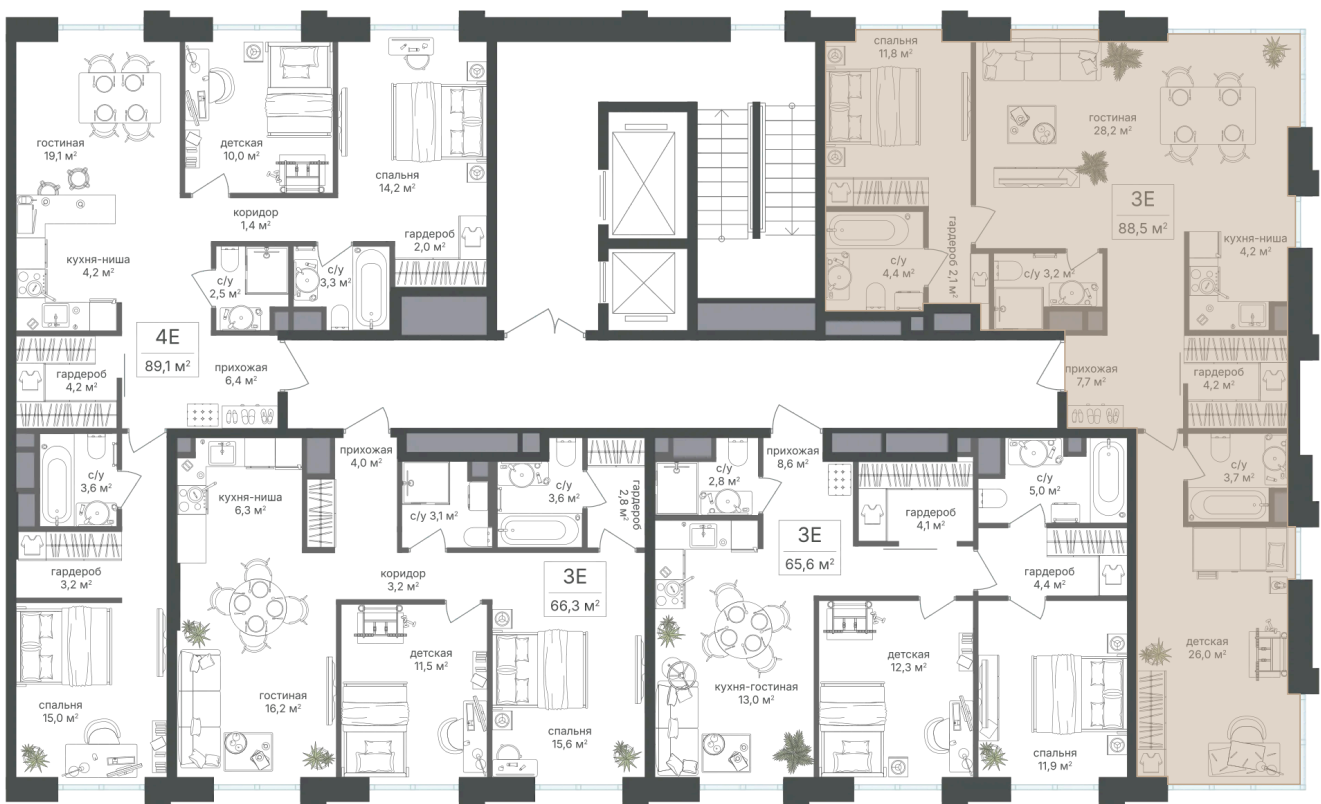 гостиная
19,1 м²
детская
10,0 м²
спальня
14,2 м²
коридор
1,4 м²
гардероб
2,0 м²
кухня-ниша
4,2 м²
с/у
2,5 м²
с/у
3,3 м²
4Е
89,1 м²
гардероб
4,2 м²
прихожая
6,4 м²
с/у
3,6 м²
гардероб
3,2 м²
спальня
15,0 м²
кухня-ниша
6,3 м²
прихожая
4,0 м²
с/у 3,1 м²
с/у
3,6 м²
гардероб
2,8 м²
коридор
3,2 м²
3Е
66,3 м²
гостиная
16,2 м²
детская
11,5 м²
спальня
15,6 м²
с/у
2,8 м²
прихожая
8,6 м²
гардероб
4,1 м²
с/у
5,0 м²
3Е
65,6 м²
гардероб
4,4 м²
кухня-гостиная
13,0 м²
детская
12,3 м²
спальня
11,9 м²
спальня
11,8 м²
гостиная
28,2 м²
3Е
88,5 м²
гардероб 2,1 м²
с/у
4,4 м²
с/у 3,2 м²
кухня-ниша
4,2 м²
прихожая
7,7 м²
гардероб
4,2 м²
с/у
3,7 м²
детская
26,0 м²